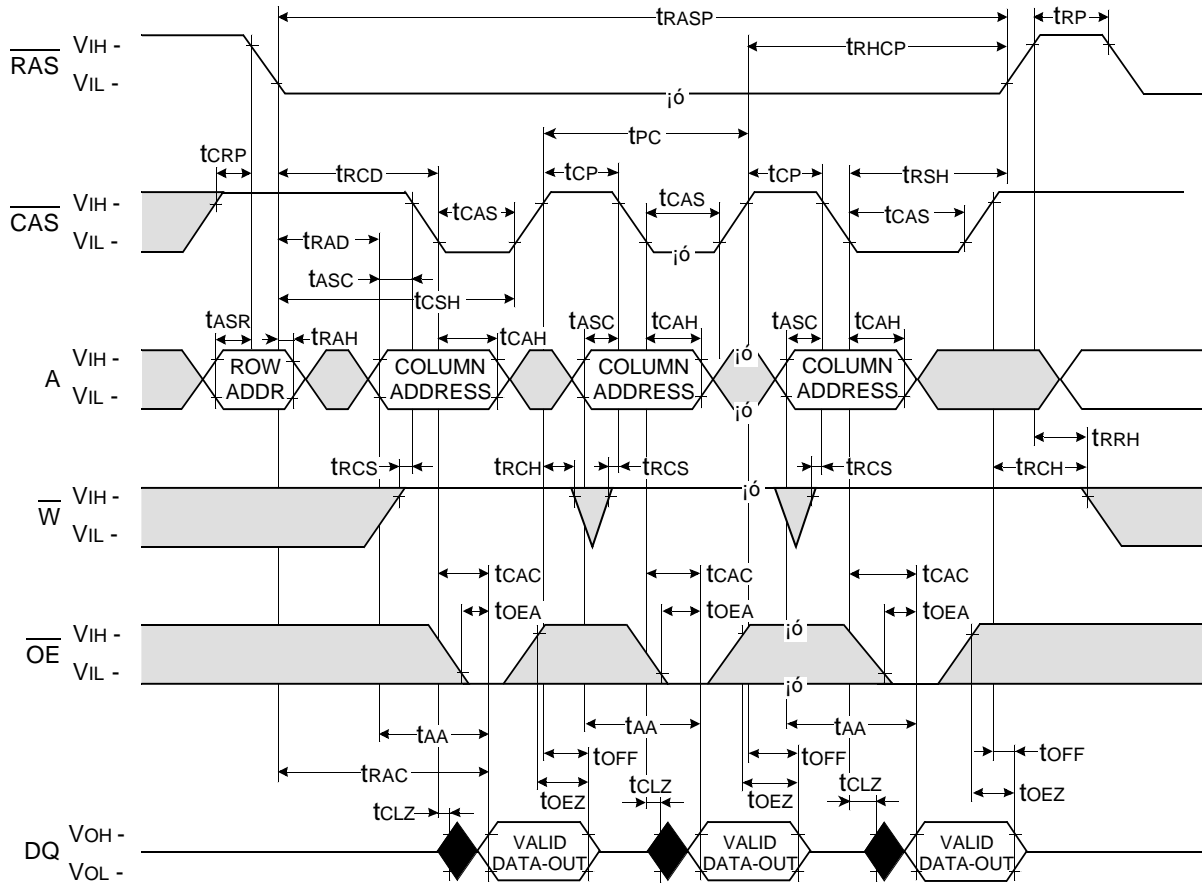 tRASP
tRP
RAS
VIH -
VIL -
tRHCP
¡ó
tPC
tCRP
tRCD
tCP
tCP
tRSH
CAS
VIH -
VIL -
tCAS
tCAS
tCAS
¡ó
tRAD
tASC
tCSH
tASR
tRAH
tCAH
tASC
tCAH
tASC
tCAH
A
VIH -
VIL -
ROW
ADDR
COLUMN
ADDRESS
COLUMN
ADDRESS
¡ó
¡ó
COLUMN
ADDRESS
tRRH
tRCS
tRCH
tRCS
tRCS
tRCH
W
VIH -
VIL -
¡ó
tCAC
tCAC
tCAC
tOEA
tOEA
tOEA
OE
VIH -
VIL -
¡ó
¡ó
tAA
tAA
tAA
tOFF
tOFF
tOFF
tRAC
tOEZ
tOEZ
tOEZ
tCLZ
tCLZ
tCLZ
DQ
VOH -
VOL -
VALID
DATA-OUT
VALID
DATA-OUT
VALID
DATA-OUT